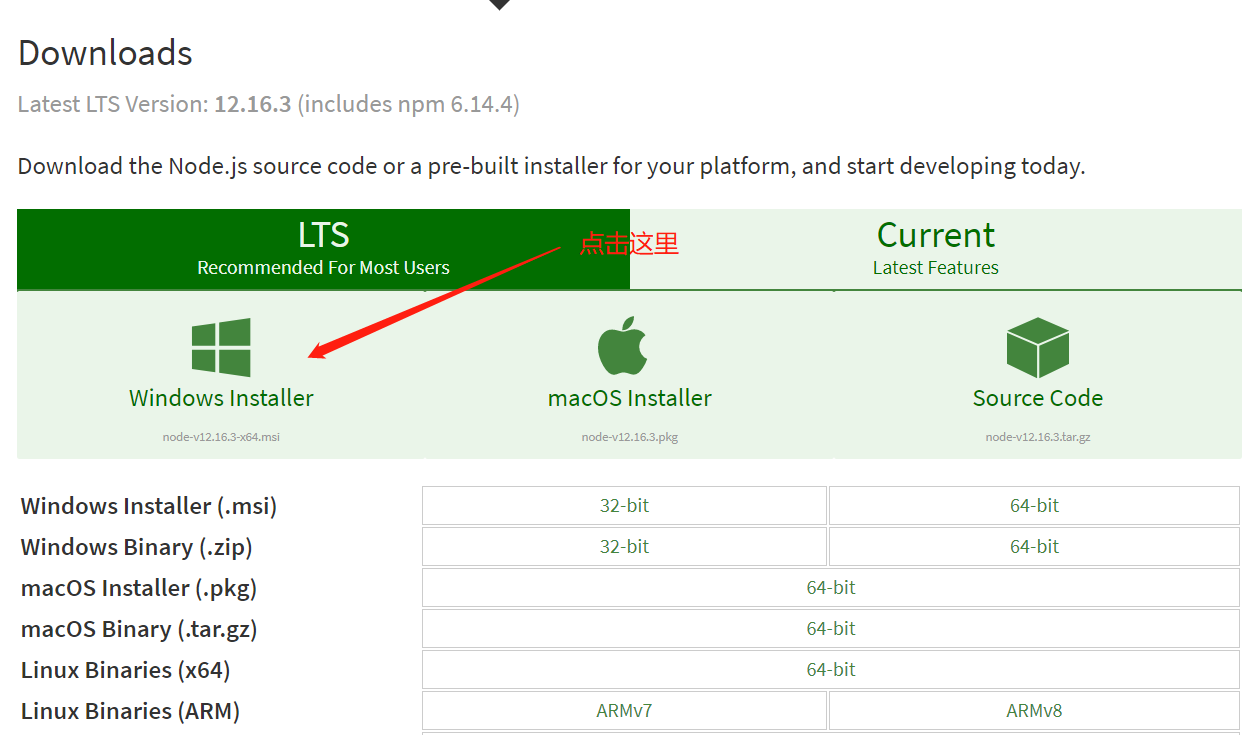 Downloads
Latest LTS Version: 12.16.3 (includes npm 6.14.4)
Download the Node.js source code or a pre-built installer for your platform, and start developing today.
LTS
Recommended For Most Users
点击这里
Current
Latest Features
Windows Installer
node-v12.16.3-x64.msi
macOS Installer
node-v12.16.3.pkg
Source Code
node-v12.16.3.tar.gz
Windows Installer (.msi) 32-bit 64-bit
Windows Binary (.zip) 32-bit 64-bit
macOS Installer (.pkg) 64-bit
macOS Binary (.tar.gz) 64-bit
Linux Binaries (x64) 64-bit
Linux Binaries (ARM) ARMv7 ARMv8